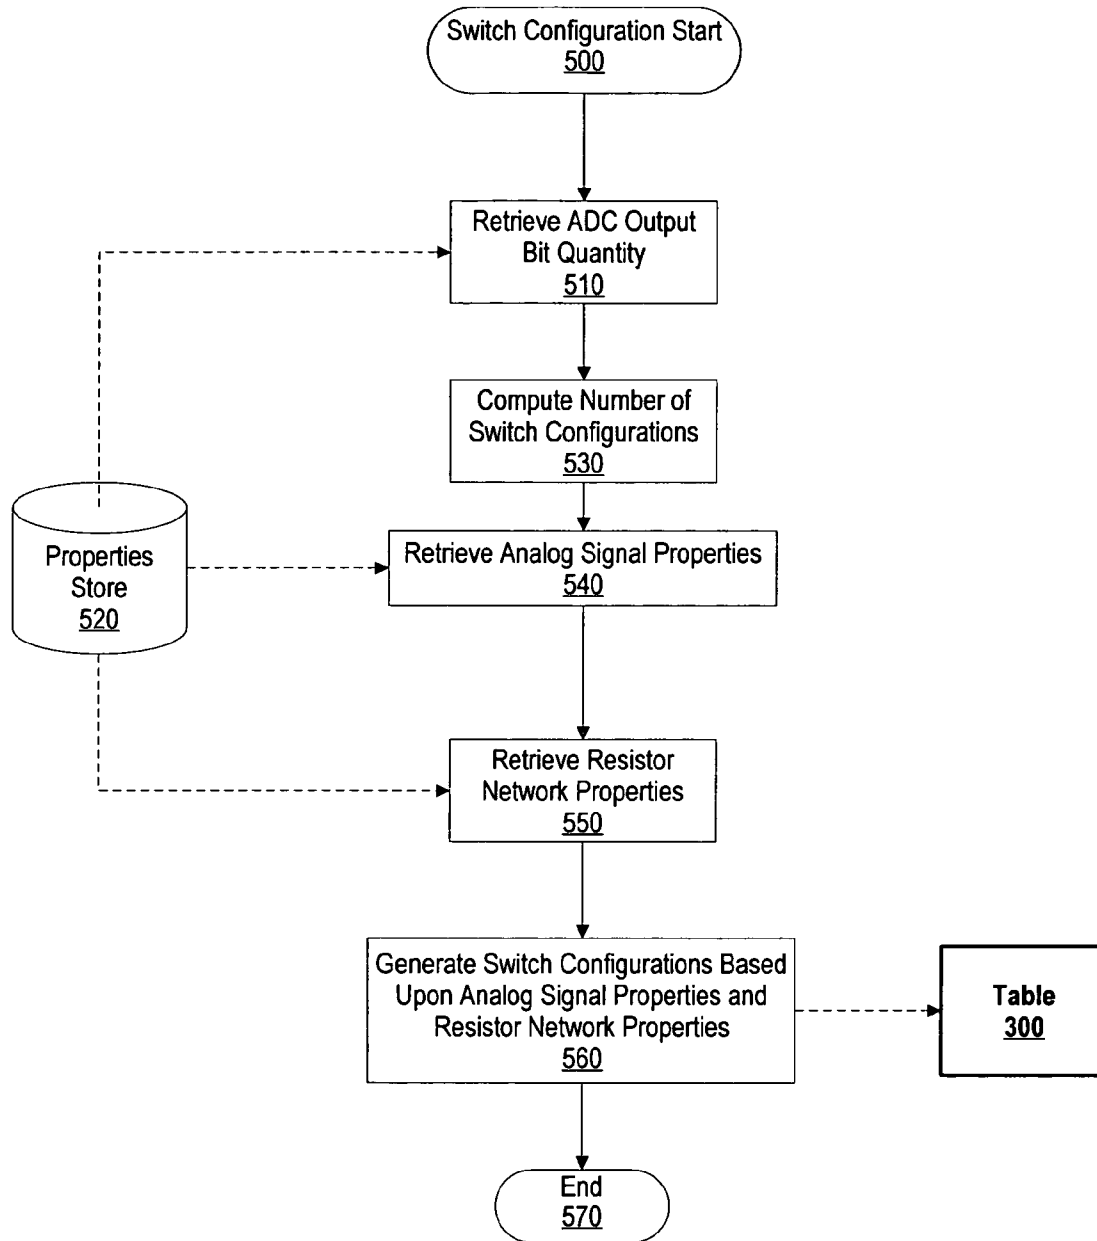 Switch Configuration Start
500
Retrieve ADC Output
Bit Quantity
510
Compute Number of
Switch Configurations
530
Properties
Store
520
Retrieve Analog Signal Properties
540
Retrieve Resistor
Network Properties
550
Generate Switch Configurations Based
Upon Analog Signal Properties and
Resistor Network Properties
560
Table
300
End
570